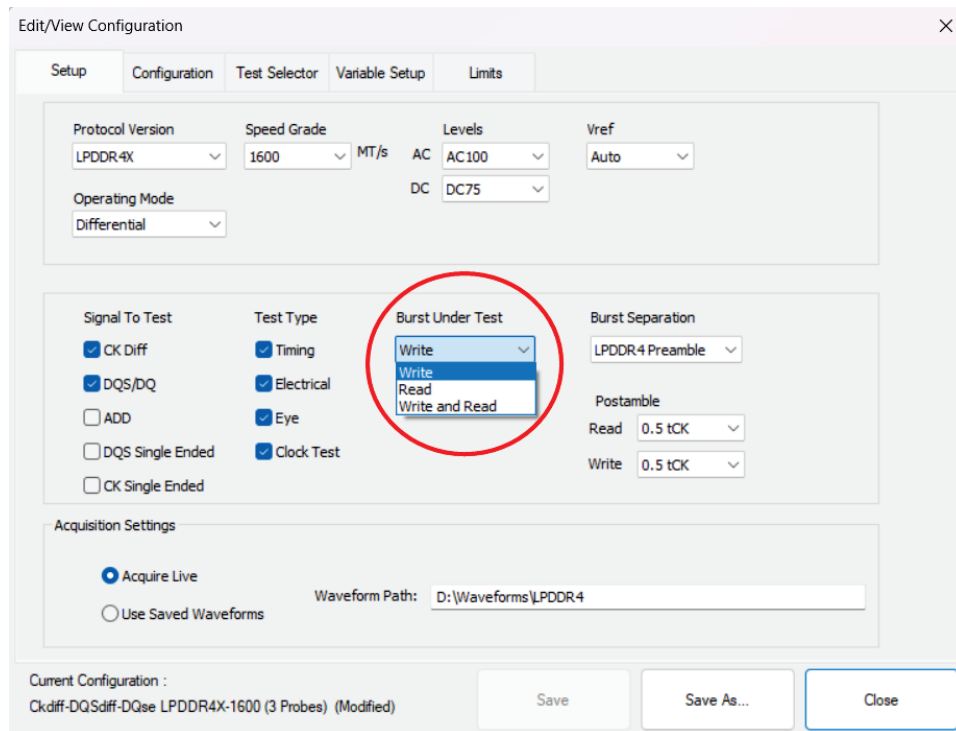 Edit/View Configuration
Setup Configuration Test Selector Variable Setup Limits
Protocol Version Speed Grade Levels Vref
LPDDR4X 1600 MT/s AC AC100 Auto
DC DC75
Operating Mode
Differential
Signal To Test Test Type Burst Under Test Burst Separation
CK Diff Timing Write LPDDR4 Preamble
Write
DQS/DQ Electrical Read
Write and Read Postamble
ADD Eye Read 0.5 tCK
DQS Single Ended Clock Test Write 0.5 tCK
CK Single Ended
Acquisition Settings
Acquire Live
Waveform Path: D:\Waveforms\LPDDR4
Use Saved Waveforms
Current Configuration :
Ckdiff-DQSdiff-DQse LPDDR4X-1600 (3 Probes) (Modified)
Save Save As... Close